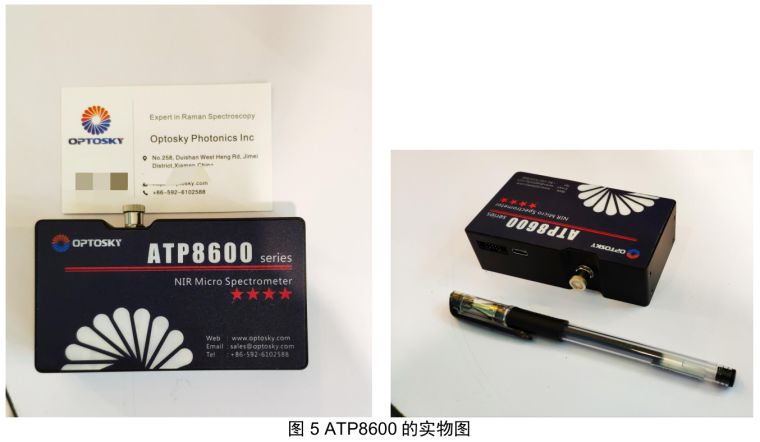 OPTOSKY
Expert in Raman Spectroscopy
Optosky Photonics Inc
No.258, Duishan West Heng Rd, Jimei
District, Xiamen, China
+86-592-6102588
OPTOSKY
ATP8600 series
NIR Micro Spectrometer
Web : www.optosky.com
Email : sales@optosky.com
Tel : +86-592-6102588
OPTOSKY
ATP8600
series
NIR Micro Spectrometer
图 5 ATP8600 的实物图